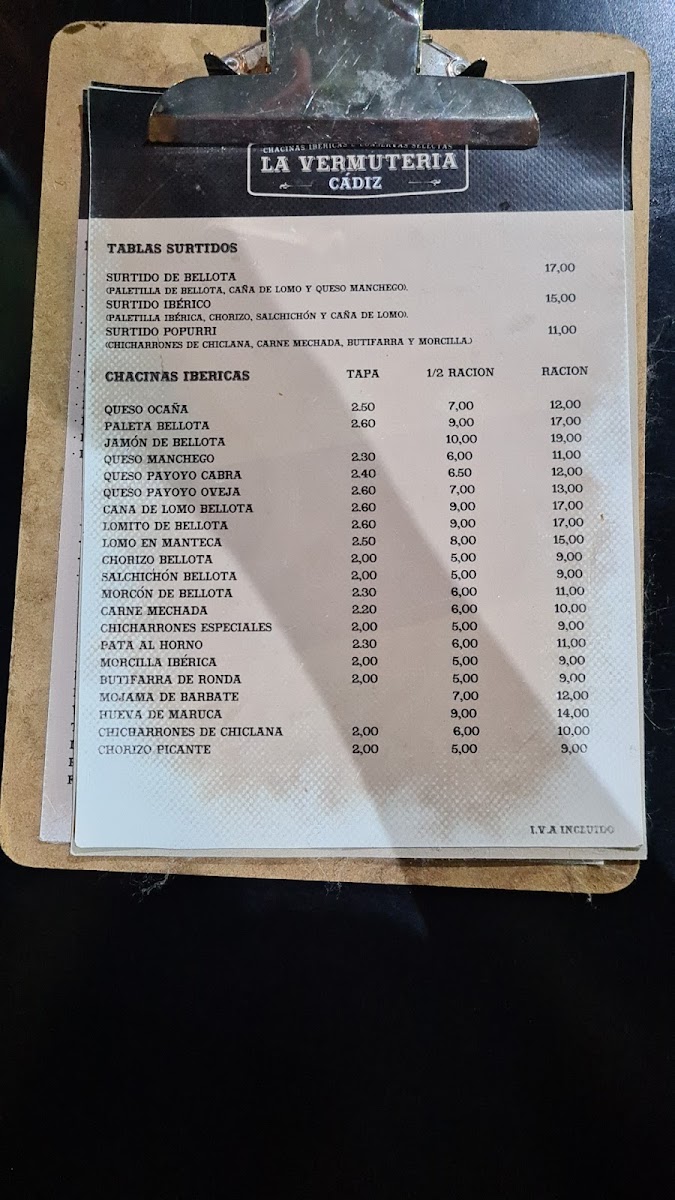 CHACINAS IBERICAS & CONSERVAS SELECTAS
LA VERMUTERIA
CÁDIZ
TABLAS SURTIDOS
SURTIDO DE BELLOTA 17,00
(PALETILLA DE BELLOTA, CAÑA DE LOMO Y QUESO MANCHEGO).
SURTIDO IBÉRICO 15,00
(PALETILLA IBÉRICA, CHORIZO, SALCHICHÓN Y CAÑA DE LOMO).
SURTIDO POPURRI 11,00
(CHICHARRONES DE CHICLANA, CARNE MECHADA, BUTIFARRA Y MORCILLA.)
CHACINAS IBERICAS TAPA 1/2 RACION RACION
QUESO OCAÑA 2.50 7,00 12,00
PALETA BELLOTA 2.60 9,00 17,00
JAMÓN DE BELLOTA 10,00 19,00
QUESO MANCHEGO 2.30 6,00 11,00
QUESO PAYOYO CABRA 2.40 6.50 12,00
QUESO PAYOYO OVEJA 2.60 7,00 13,00
CANA DE LOMO BELLOTA 2.60 9,00 17,00
LOMITO DE BELLOTA 2.60 9,00 17,00
LOMO EN MANTECA 2.50 8,00 15,00
CHORIZO BELLOTA 2,00 5,00 9,00
SALCHICHÓN BELLOTA 2,00 5,00 9,00
MORCÓN DE BELLOTA 2.30 6,00 11,00
CARNE MECHADA 2.20 6,00 10,00
CHICHARRONES ESPECIALES 2,00 5,00 9,00
PATA AL HORNO 2.30 6,00 11,00
MORCILLA IBÉRICA 2,00 5,00 9,00
BUTIFARRA DE RONDA 2,00 5,00 9,00
MOJAMA DE BARBATE 7,00 12,00
HUEVA DE MARUCA 9,00 14,00
CHICHARRONES DE CHICLANA 2,00 6,00 10,00
CHORIZO PICANTE 2,00 5,00 9,00
I.V.A INCLUIDO